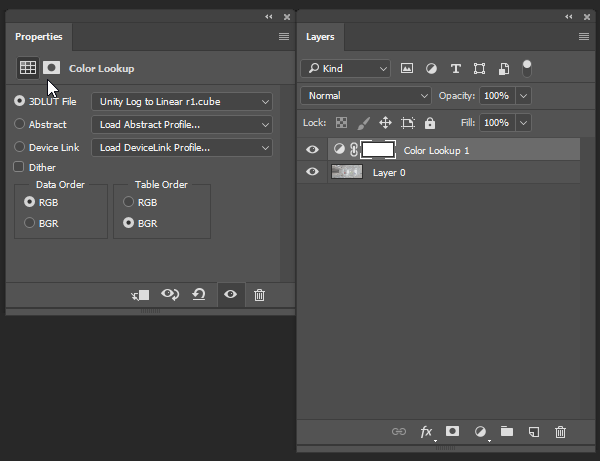 Properties
Color Lookup
3DLUT File
Unity Log to Linear r1.cube
Abstract
Load Abstract Profile...
Device Link
Load DeviceLink Profile...
Dither
Data Order
RGB
BGR
Table Order
RGB
BGR
Layers
Kind
Normal
Opacity: 100%
Lock:
Fill: 100%
Color Lookup 1
Layer 0
fx